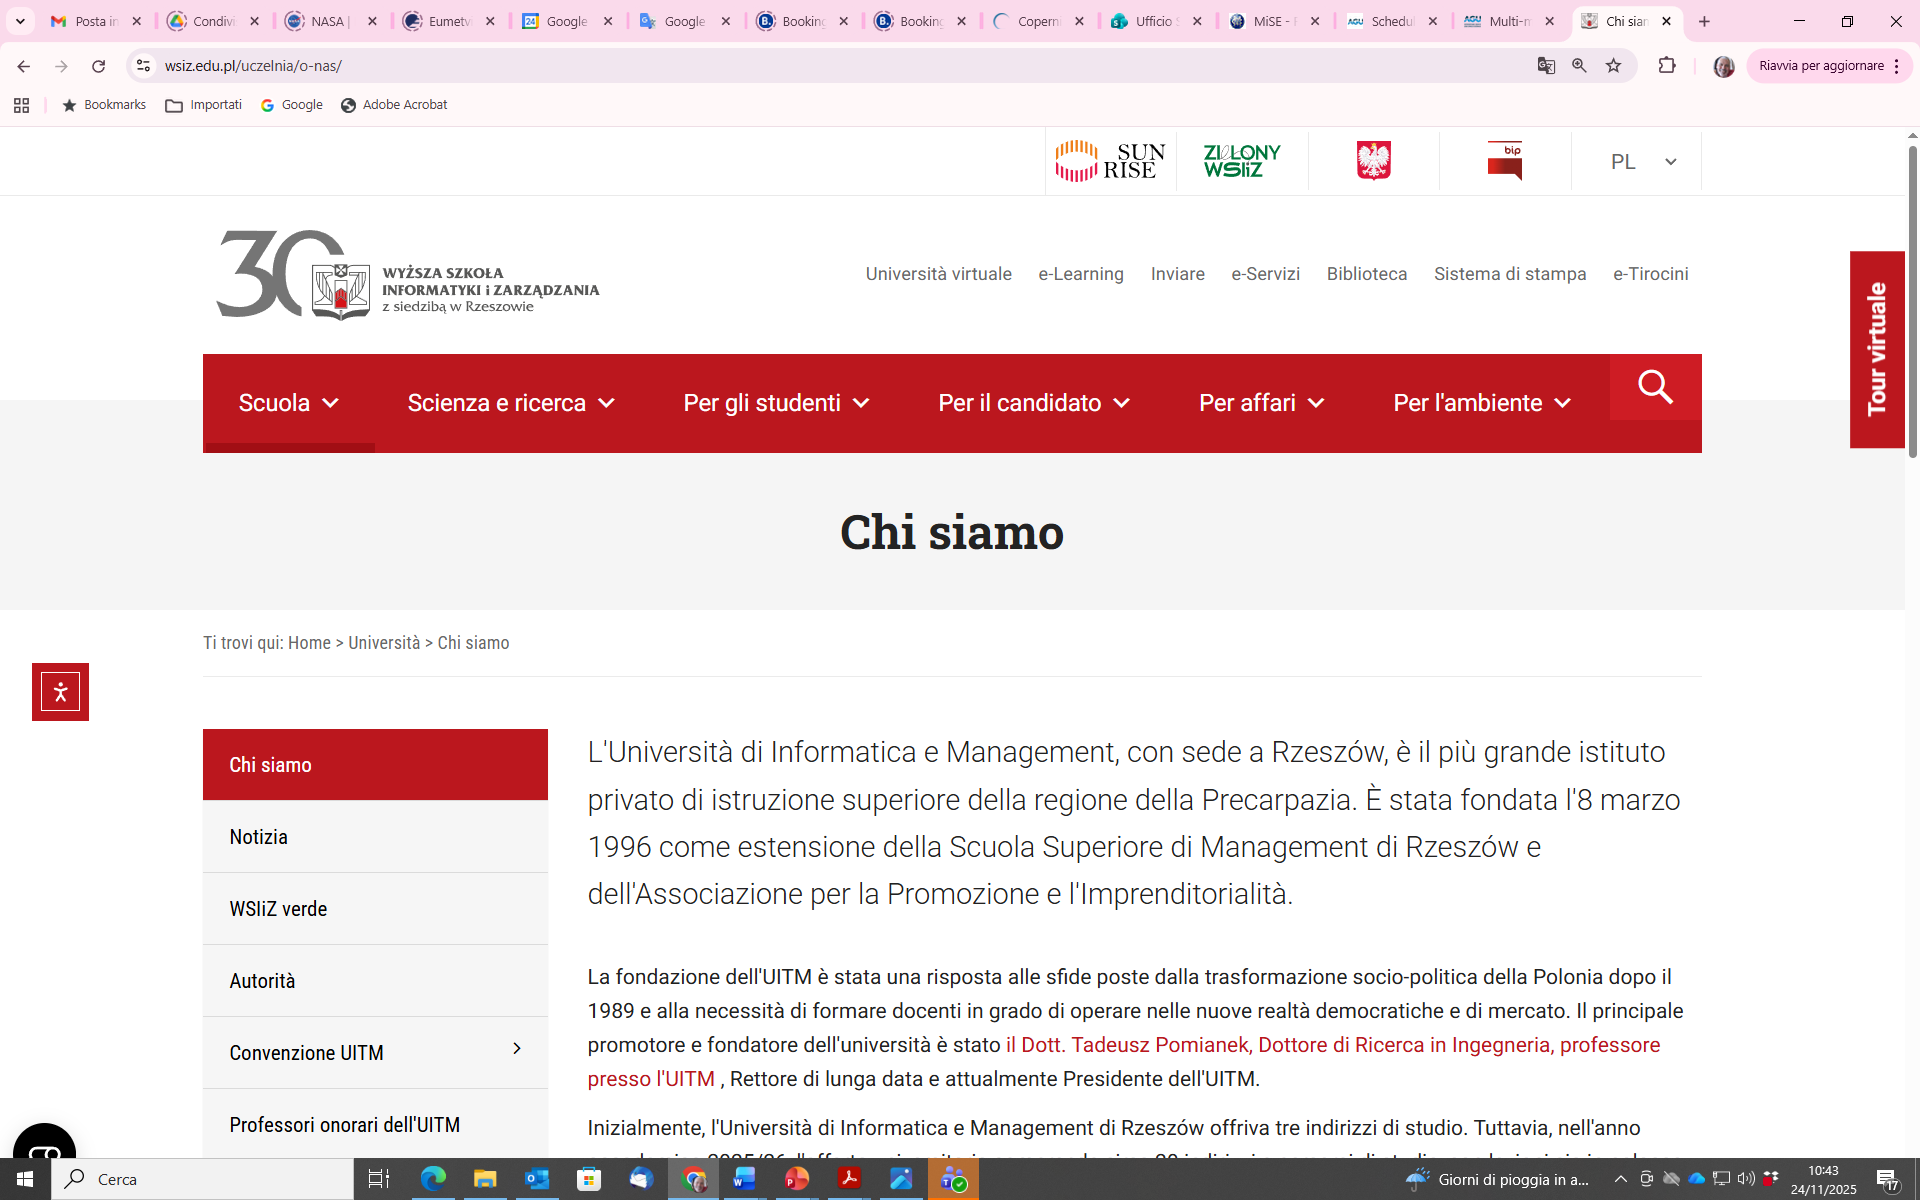 Posta in
Condivi
NASA |
Eumetvi
Google
Google
Booking
Booking
Coperni
Ufficio S
MiSE - 
Schedul
Multi-m
Chi sian
wsiz.edu.pl/uczelnia/o-nas/
Riavvia per aggiornare
Bookmarks
Importati
Google
Adobe Acrobat
SUN
RISE
ZIELONY
WSIiZ
bip
PL
30
WYŻSZA SZKOŁA
INFORMATYKI i ZARZĄDZANIA
z siedzibą w Rzeszowie
Università virtuale
e-Learning
Inviare
e-Servizi
Biblioteca
Sistema di stampa
e-Tirocini
Tour virtuale
Scuola
Scienza e ricerca
Per gli studenti
Per il candidato
Per affari
Per l'ambiente
Chi siamo
Ti trovi qui: Home > Università > Chi siamo
Chi siamo
Notizia
WSIiZ verde
Autorità
Convenzione UITM
Professori onorari dell'UITM
L'Università di Informatica e Management, con sede a Rzeszów, è il più grande istituto
privato di istruzione superiore della regione della Precarpazia. È stata fondata l'8 marzo
1996 come estensione della Scuola Superiore di Management di Rzeszów e
dell'Associazione per la Promozione e l'Imprenditorialità.
La fondazione dell'UITM è stata una risposta alle sfide poste dalla trasformazione socio-politica della Polonia dopo il
1989 e alla necessità di formare docenti in grado di operare nelle nuove realtà democratiche e di mercato. Il principale
promotore e fondatore dell'università è stato il Dott. Tadeusz Pomianek, Dottore di Ricerca in Ingegneria, professore
presso l'UITM , Rettore di lunga data e attualmente Presidente dell'UITM.
Inizialmente, l'Università di Informatica e Management di Rzeszów offriva tre indirizzi di studio. Tuttavia, nell'anno
Cerca
Giorni di pioggia in a...
10:43
24/11/2025
17